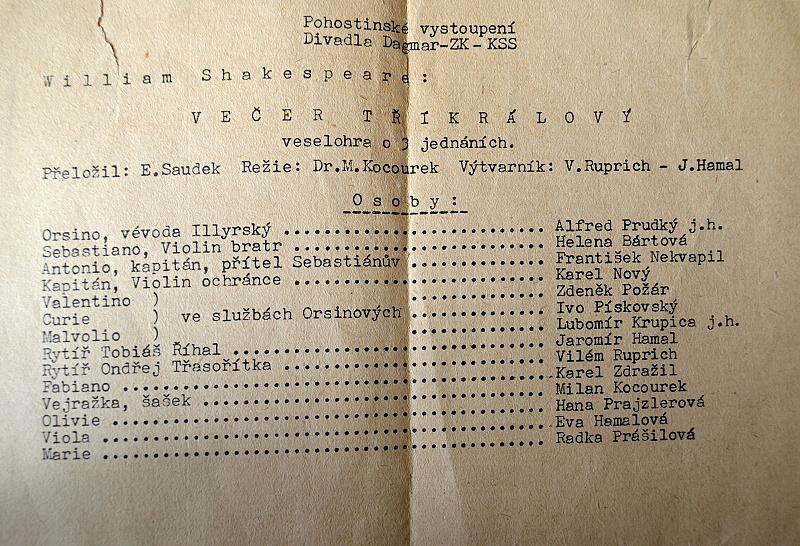 Pohostinské vystoupení
Divadla Dagmar-ZK-KSS
William Shakespeare:
VEČER TŘÍKRÁLOVÝ
veselohra o 3 jednáních.
Přeložil: E.Saudek Režie: Dr.M.Kocourek Výtvarník: V.Ruprich - J.Hamal
Osoby:
Orsino, vévoda Illyrský ........................ Alfred Prudký j.h.
Sebastiano, Violin bratr ........................ Helena Bártová
Antonio, kapitán, přítel Sebastiánův ............ František Nekvapil
Kapitán, Violin ochránce ........................ Karel Nový
Valentino ) ............ Zdeněk Požár
Curie ) ve službách Orsinových ............ Ivo Pískovský
Malvolio ) ............ Lubomír Krupica j.h.
Rytíř Tobiáš Říhal ............................ Jaromír Hamal
Rytíř Ondřej Třasořítka ........................ Vilém Ruprich
Fabiano ........................................ Karel Zdražil
Vejražka, šašek ................................ Milan Kocourek
Olivie ........................................ Hana Prajzlerová
Viola ........................................ Eva Hamalová
Marie ........................................ Radka Prášilová